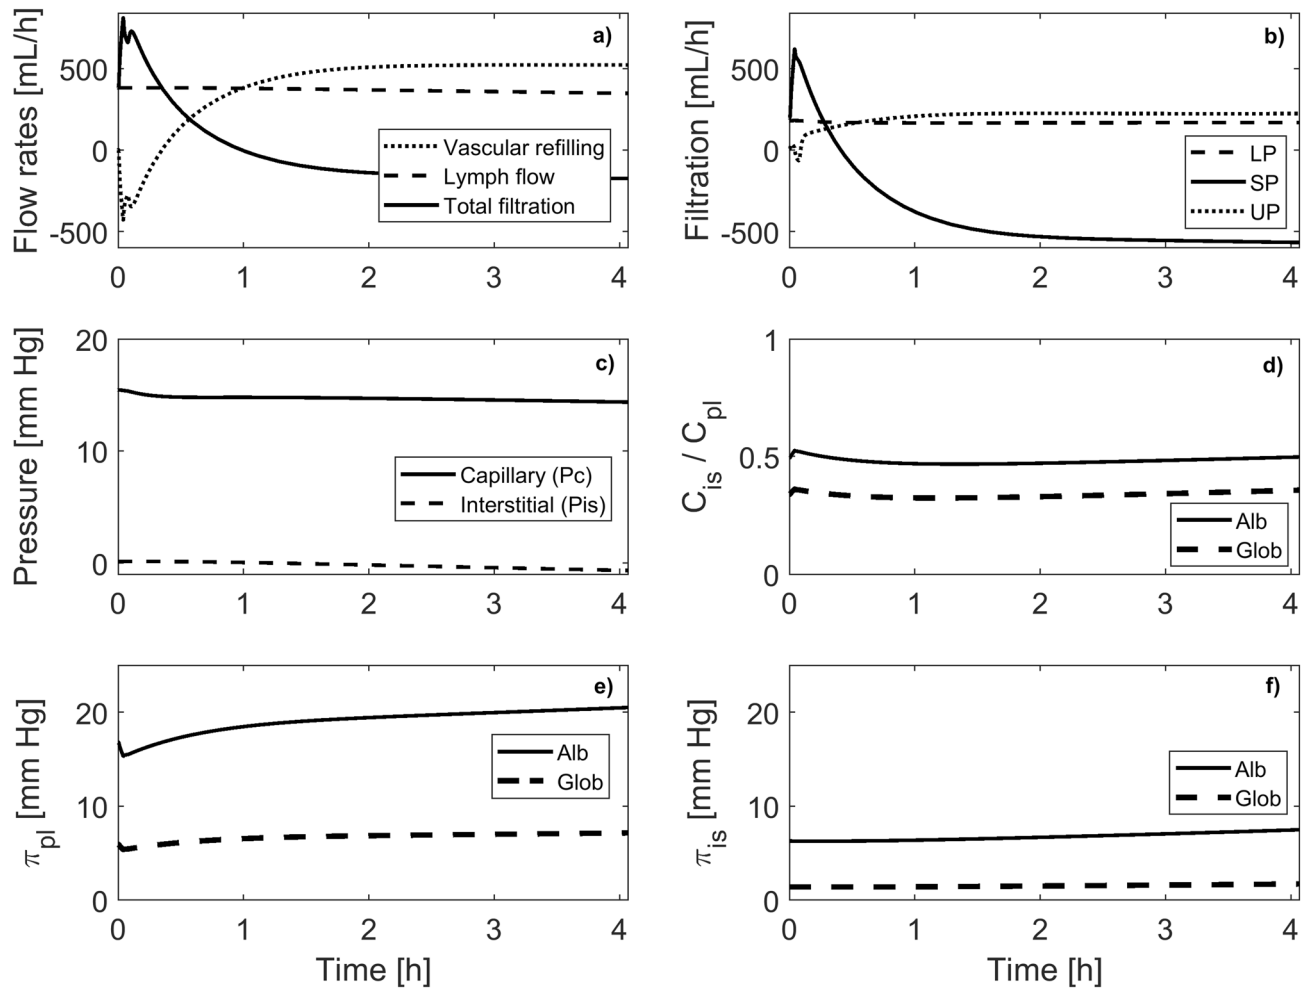 a)
Flow rates [mL/h]
500
0
-500
Vascular refilling
Lymph flow
Total filtration
0 1 2 3 4
b)
Filtration [mL/h]
500
0
-500
LP
SP
UP
0 1 2 3 4
c)
Pressure [mm Hg]
20
10
0
Capillary (Pc)
Interstitial (Pis)
0 1 2 3 4
d)
C_is / C_pl
1
0.5
0
Alb
Glob
0 1 2 3 4
e)
π_pl [mm Hg]
20
10
0
Alb
Glob
0 1 2 3 4
Time [h]
f)
π_is [mm Hg]
20
10
0
Alb
Glob
0 1 2 3 4
Time [h]